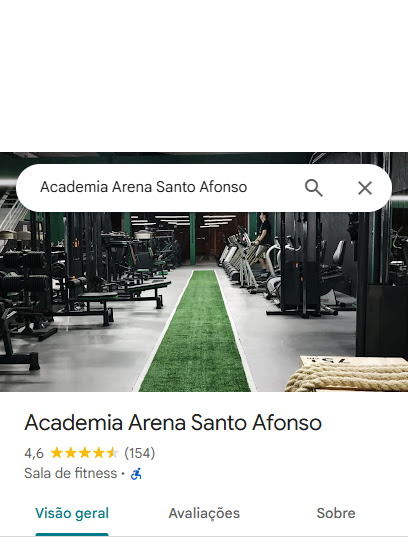 Academia Arena Santo Afonso
Academia Arena Santo Afonso
4,6 (154)
Sala de fitness ·
Visão geral Avaliações Sobre